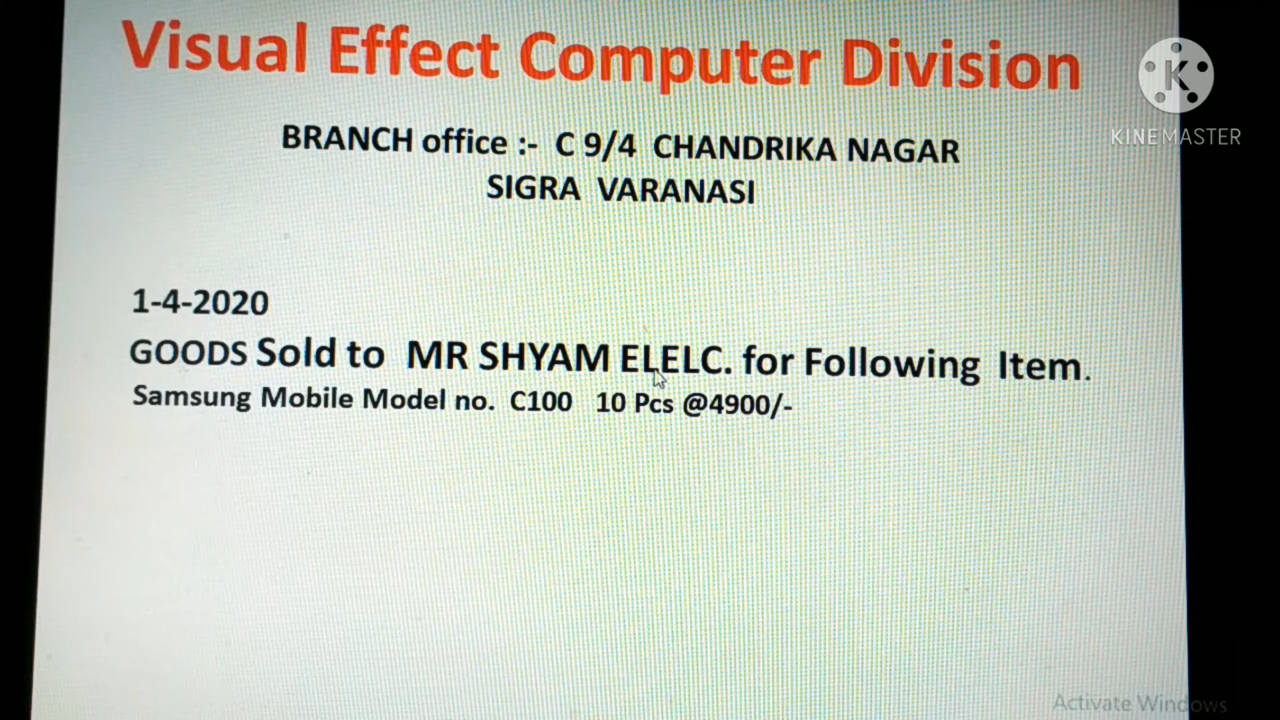 Visual Effect Computer Division
KINEMASTER
BRANCH office :- C 9/4 CHANDRIKA NAGAR
SIGRA VARANASI
1-4-2020
GOODS Sold to MR SHYAM ELELC. for Following Item.
Samsung Mobile Model no. C100 10 Pcs @4900/-
Activate Windows